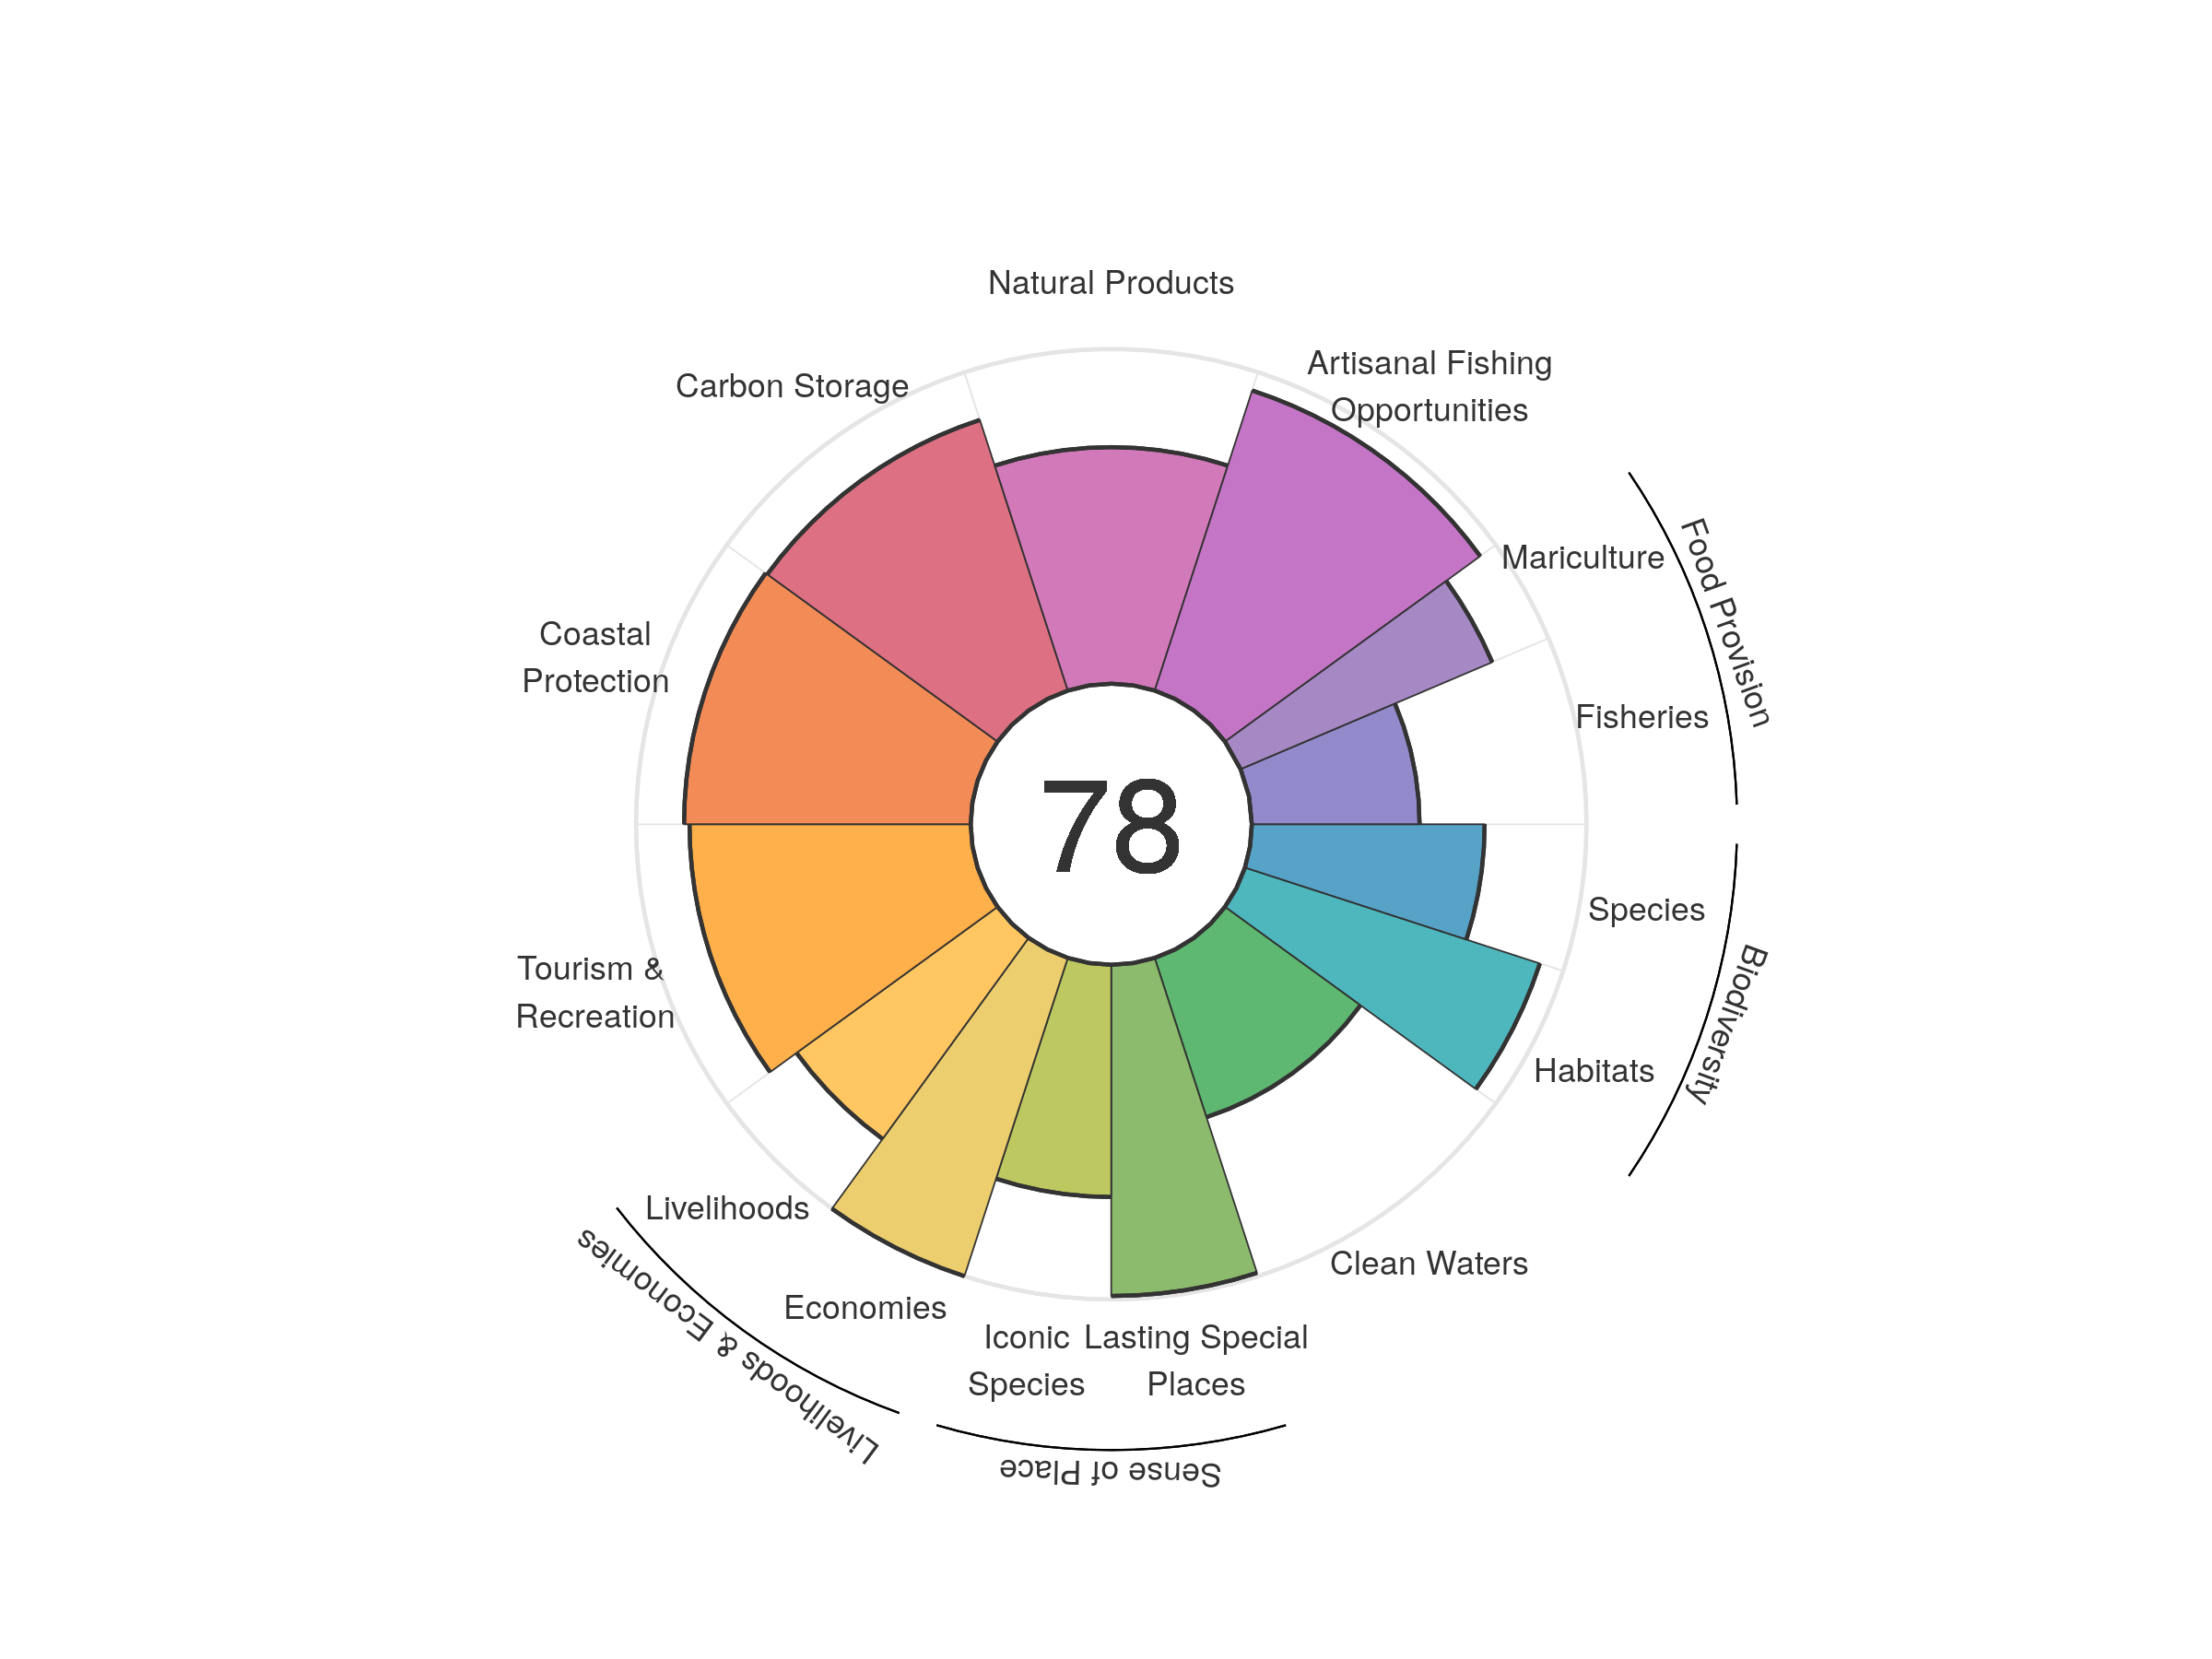 Natural Products
Artisanal Fishing
Opportunities
Carbon Storage
Mariculture
Food Provision
Coastal
Protection
Fisheries
78
Species
Biodiversity
Tourism &
Recreation
Habitats
Livelihoods
Livelihoods & Economies
Clean Waters
Economies
Iconic
Species
Lasting Special
Places
Sense of Place